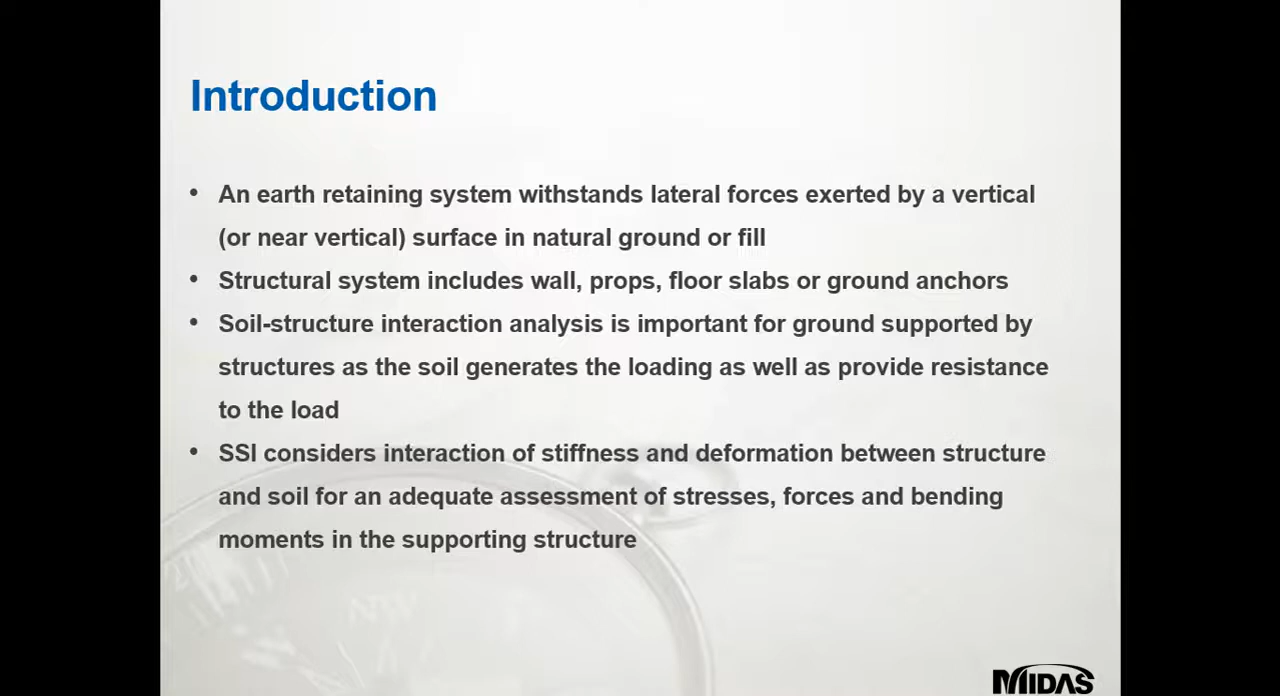 Introduction
• An earth retaining system withstands lateral forces exerted by a vertical
(or near vertical) surface in natural ground or fill
• Structural system includes wall, props, floor slabs or ground anchors
• Soil-structure interaction analysis is important for ground supported by
structures as the soil generates the loading as well as provide resistance
to the load
• SSI considers interaction of stiffness and deformation between structure
and soil for an adequate assessment of stresses, forces and bending
moments in the supporting structure
NW
MIDAS